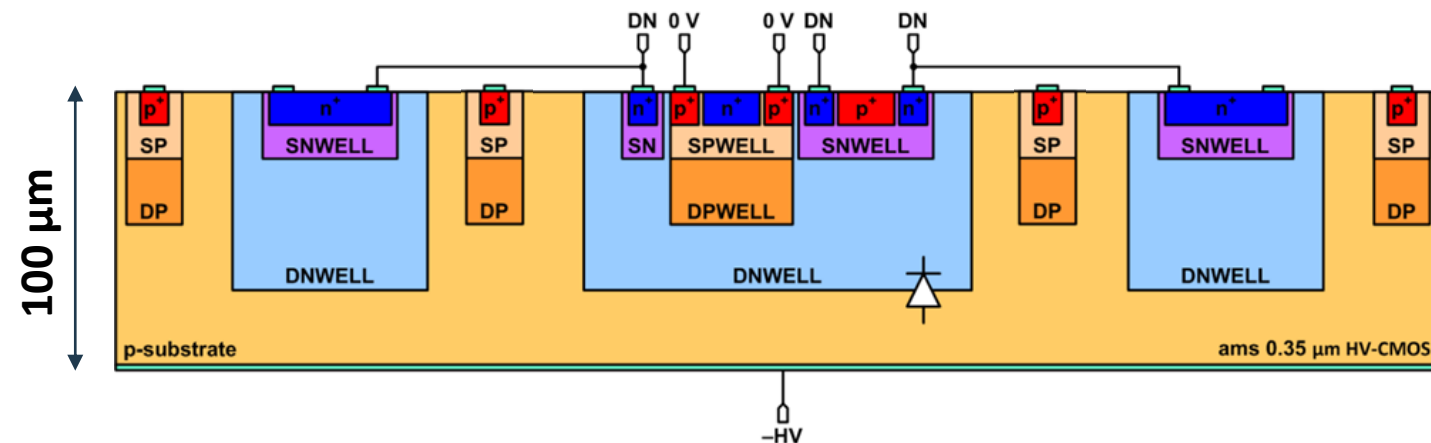 DN 0 V 0 V DN DN
p+ n+ p+ n+ p+ n+ p+ n+ p+ n+ p+ n+ p+
SP SNWELL SP SN SPWELL SNWELL SP SNWELL SP
DP DP DPWELL DP DP
DNWELL DNWELL DNWELL
100 µm
p-substrate ams 0.35 µm HV-CMOS
–HV